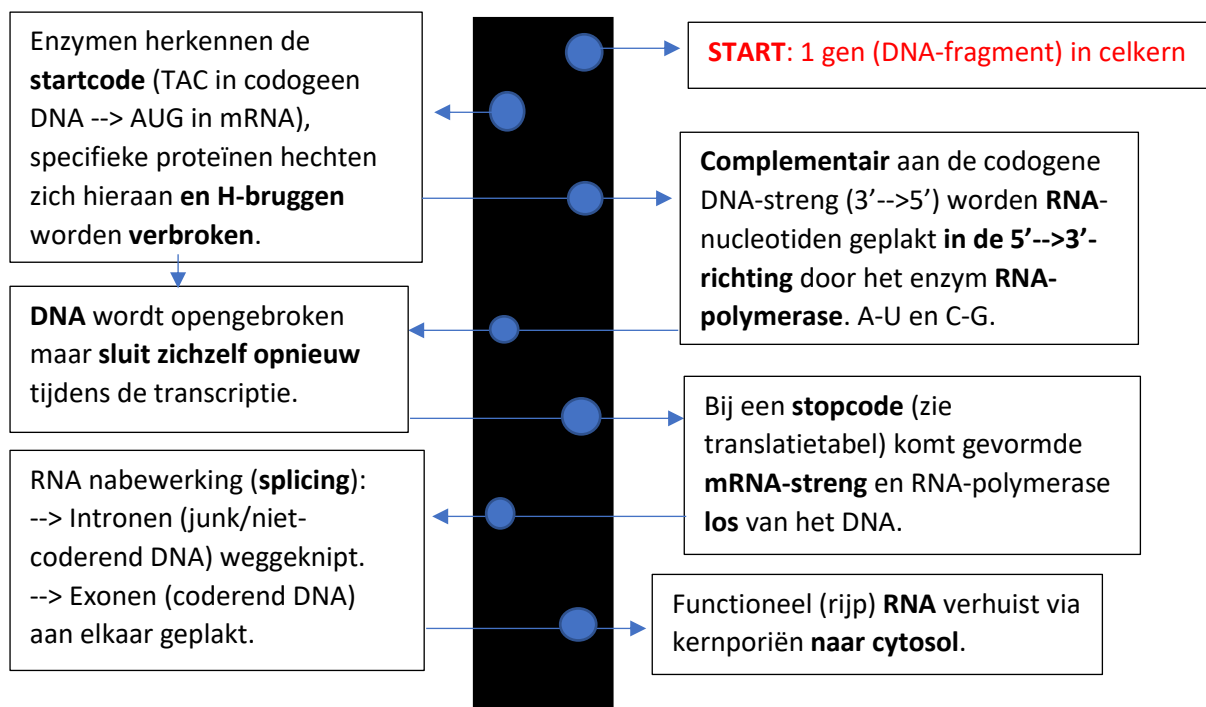 START: 1 gen (DNA-fragment) in celkern
Enzymen herkennen de
startcode (TAC in codogeen
DNA --> AUG in mRNA),
specifieke proteïnen hechten
zich hieraan en H-bruggen
worden verbroken.
Complementair aan de codogene
DNA-streng (3’-->5’) worden RNA-
nucleotiden geplakt in de 5’-->3’-
richting door het enzym RNA-
polymerase. A-U en C-G.
DNA wordt opengebroken
maar sluit zichzelf opnieuw
tijdens de transcriptie.
Bij een stopcode (zie
translatietabel) komt gevormde
mRNA-streng en RNA-polymerase
los van het DNA.
RNA nabewerking (splicing):
--> Intronen (junk/niet-
coderend DNA) weggeknipt.
--> Exonen (coderend DNA)
aan elkaar geplakt.
Functioneel (rijp) RNA verhuist via
kernporiën naar cytosol.